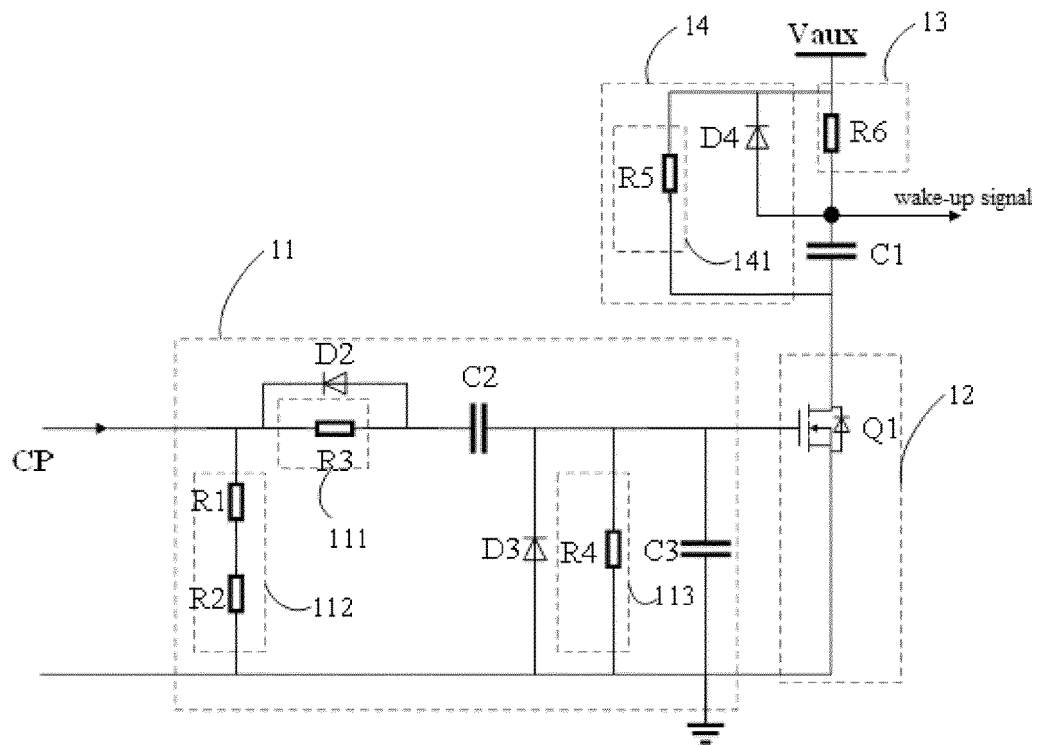 14
Vaux
13
D4
R6
R5
wake-up signal
141
C1
11
D2
C2
12
Q1
CP
R3
R1
111
D3
R4
C3
R2
112
113